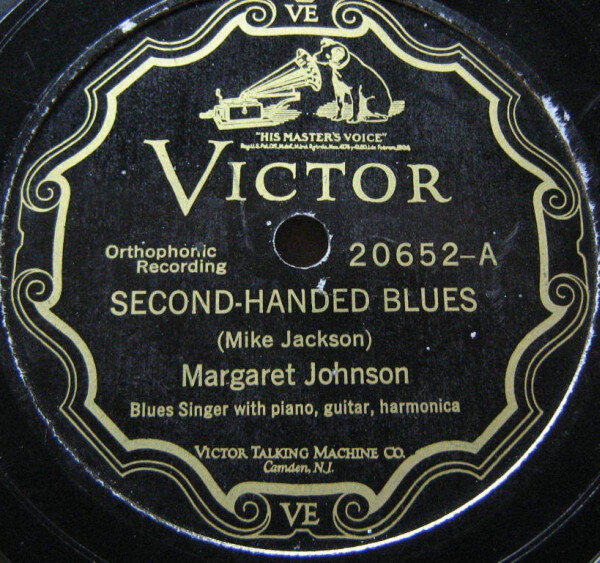 VE
"HIS MASTER'S VOICE"
VICTOR
Orthophonic
Recording
20652-A
SECOND-HANDED BLUES
(Mike Jackson)
Margaret Johnson
Blues Singer with piano, guitar, harmonica
VICTOR TALKING MACHINE CO.
Camden, N.J.
VE